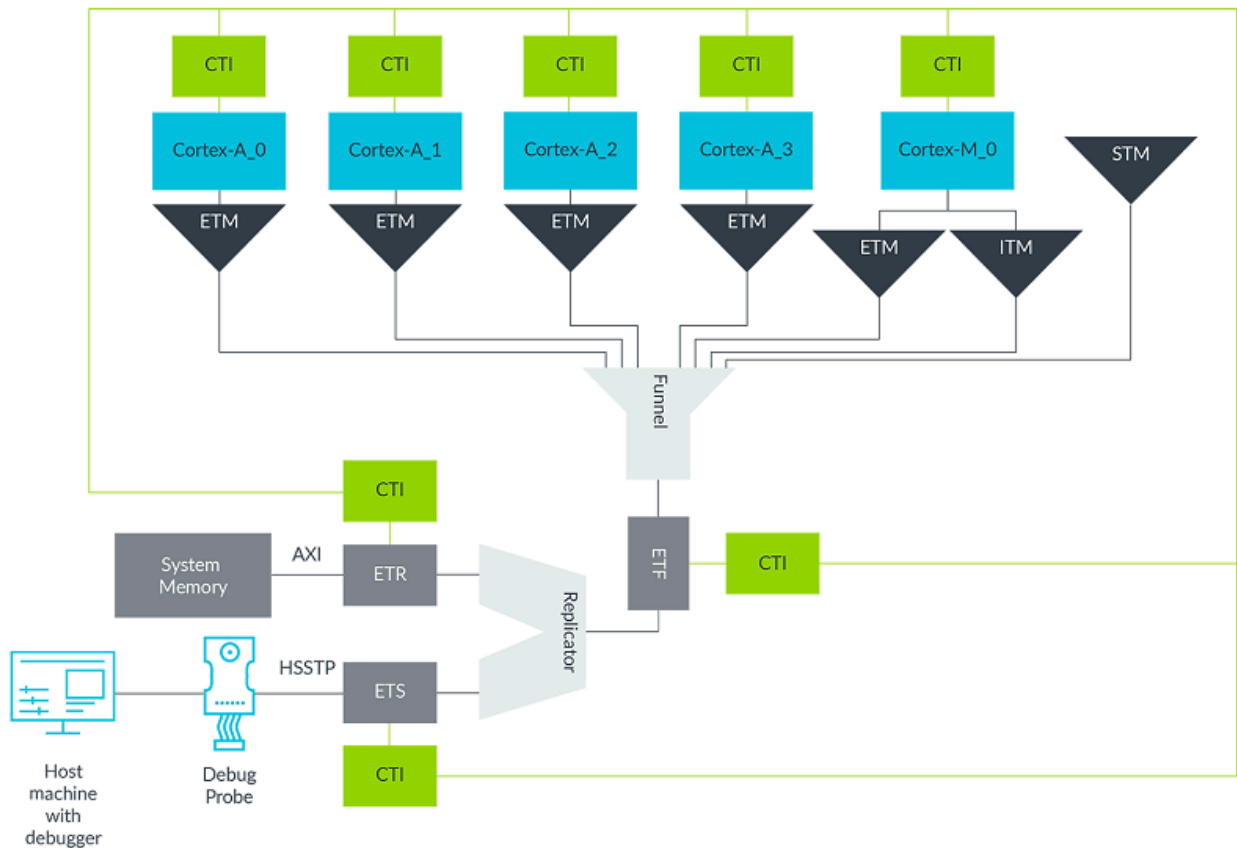 CTI
CTI
CTI
CTI
CTI
Cortex-A_0
Cortex-A_1
Cortex-A_2
Cortex-A_3
Cortex-M_0
STM
ETM
ETM
ETM
ETM
ETM
ITM
Funnel
CTI
ETF
CTI
System
Memory
AXI
ETR
Replicator
HSSTP
ETS
CTI
Host
machine
with
debugger
Debug
Probe